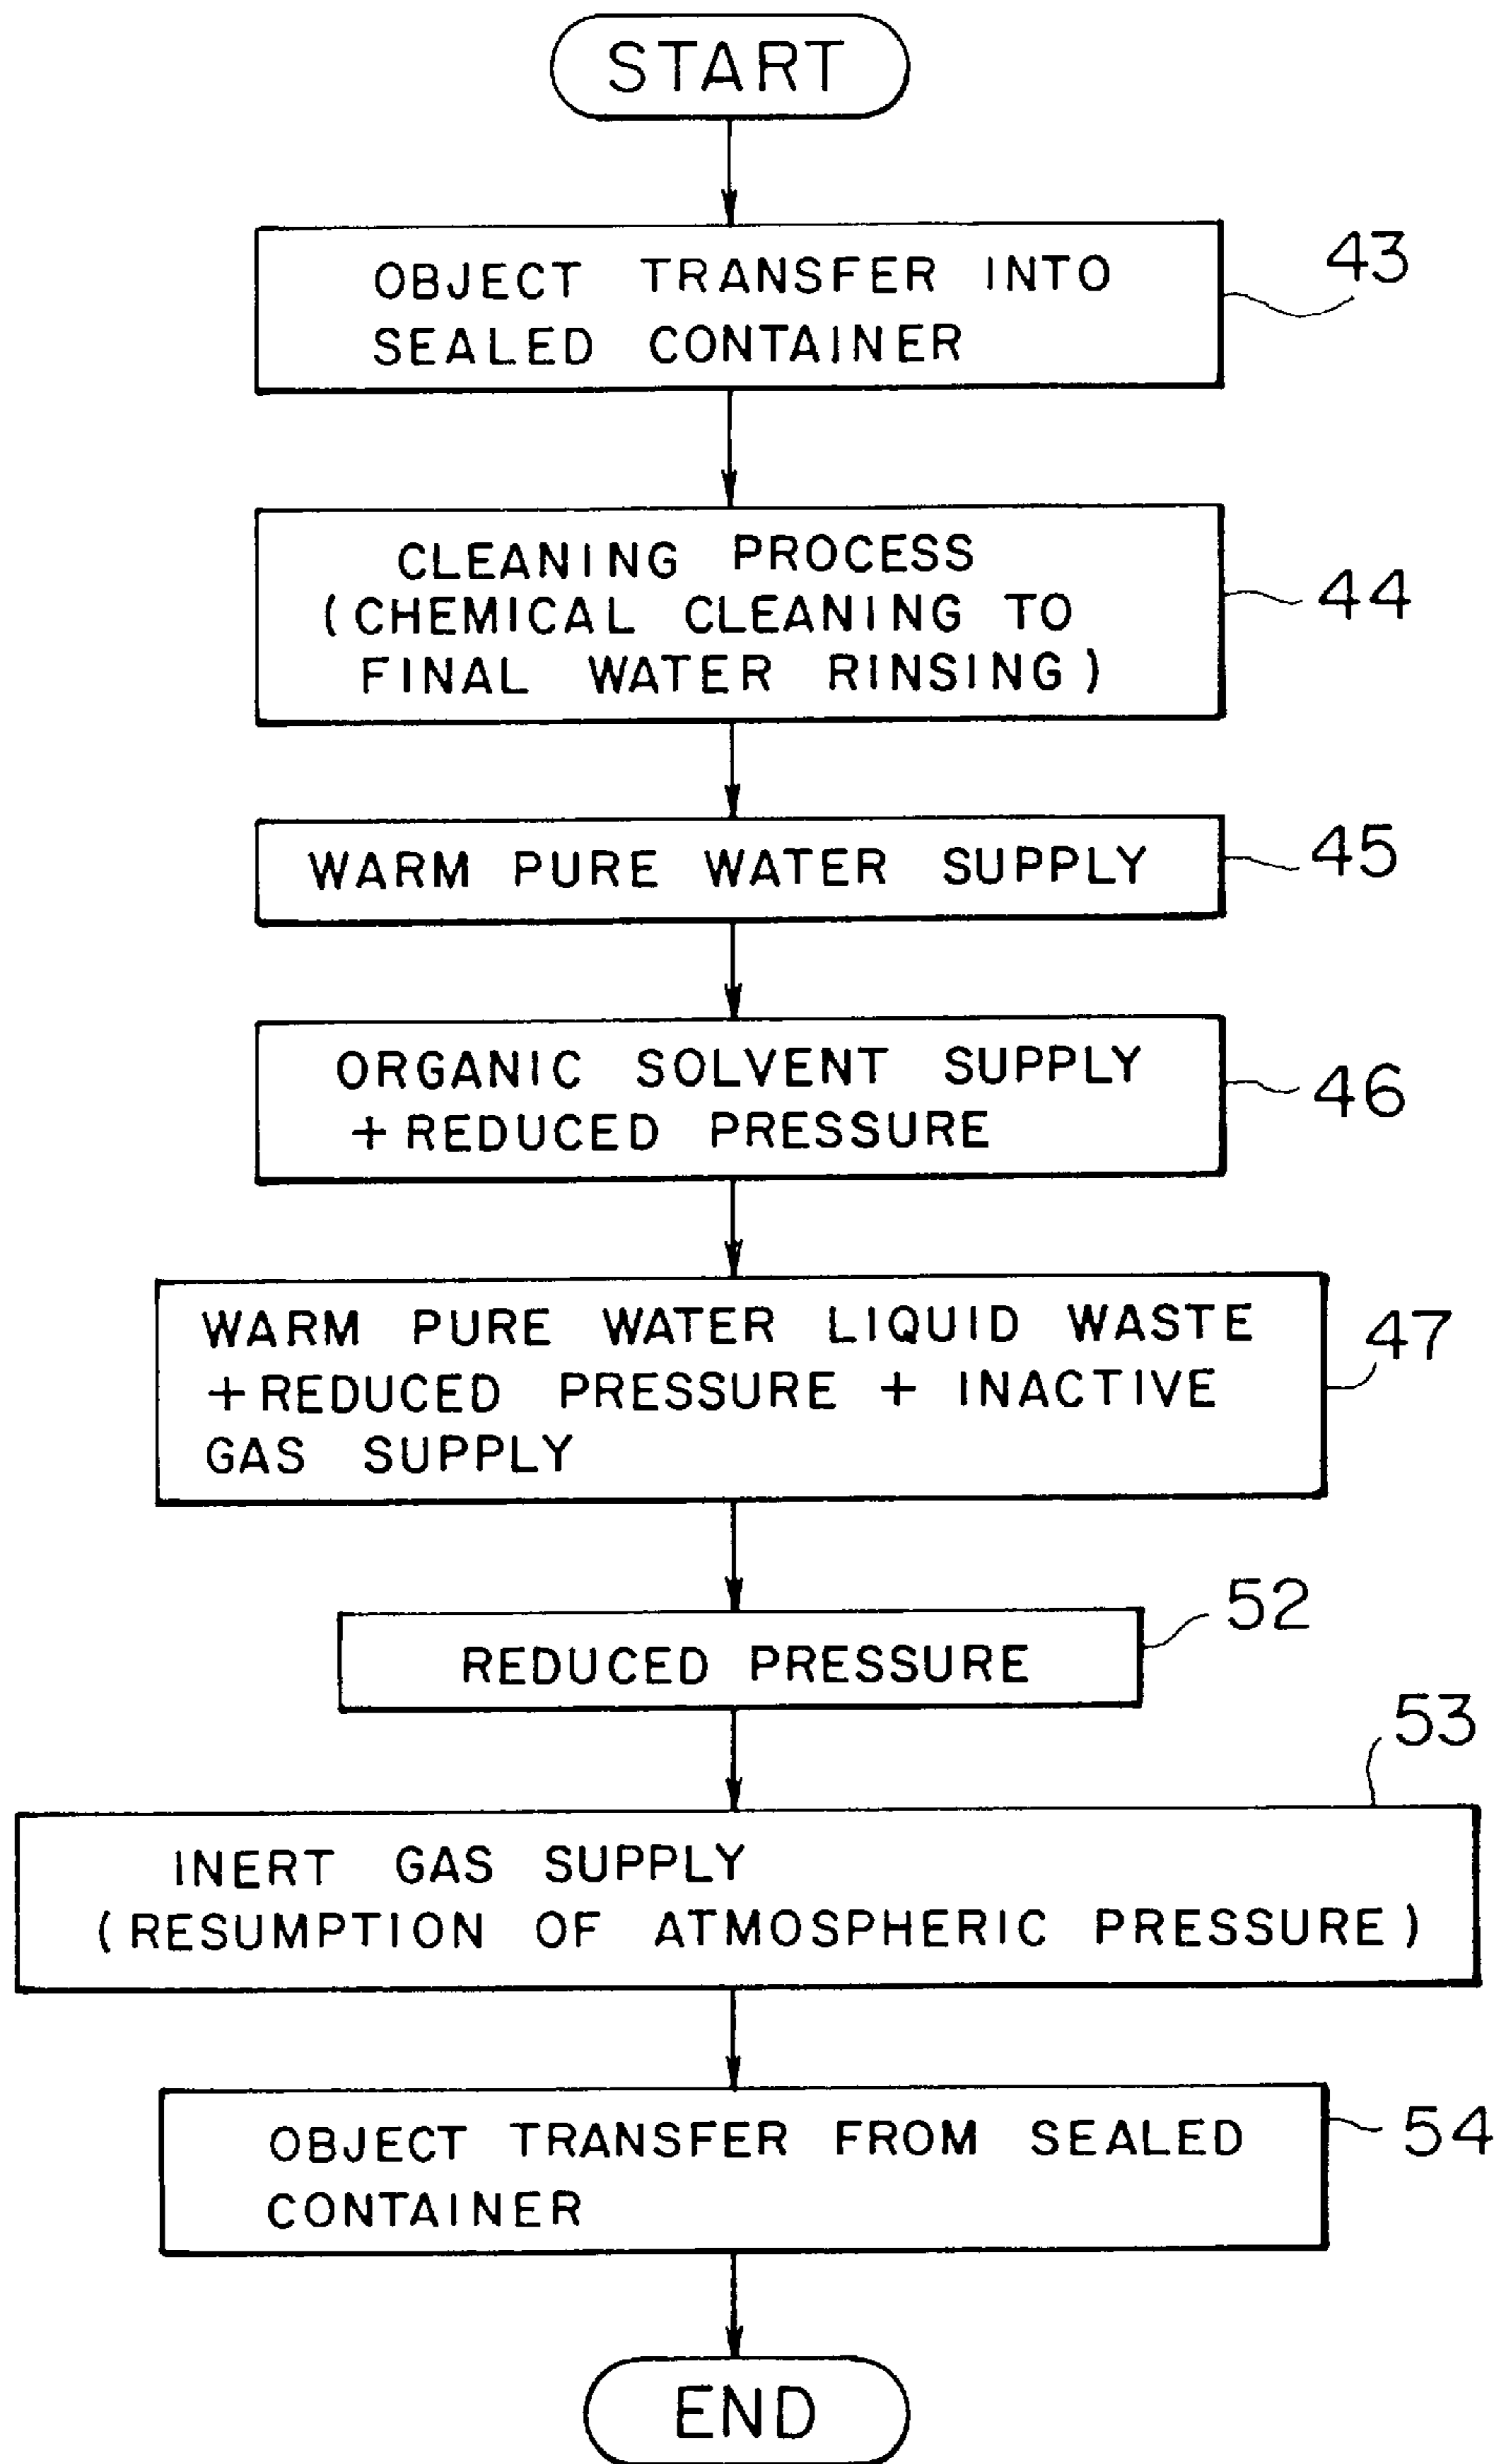 START
OBJECT TRANSFER INTO
SEALED CONTAINER
43
CLEANING PROCESS
(CHEMICAL CLEANING TO
FINAL WATER RINSING)
44
WARM PURE WATER SUPPLY
45
ORGANIC SOLVENT SUPPLY
+REDUCED PRESSURE
46
WARM PURE WATER LIQUID WASTE
+REDUCED PRESSURE + INACTIVE
GAS SUPPLY
47
REDUCED PRESSURE
52
53
INERT GAS SUPPLY
(RESUMPTION OF ATMOSPHERIC PRESSURE)
OBJECT TRANSFER FROM SEALED
CONTAINER
54
END